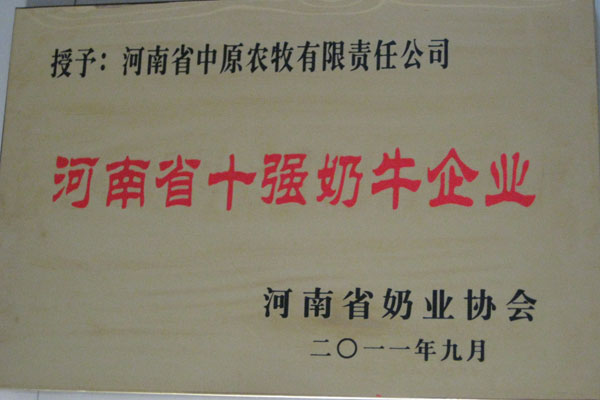 授予：河南省中原农牧有限责任公司
河南省十强奶牛企业
河南省奶业协会
二〇一一年九月